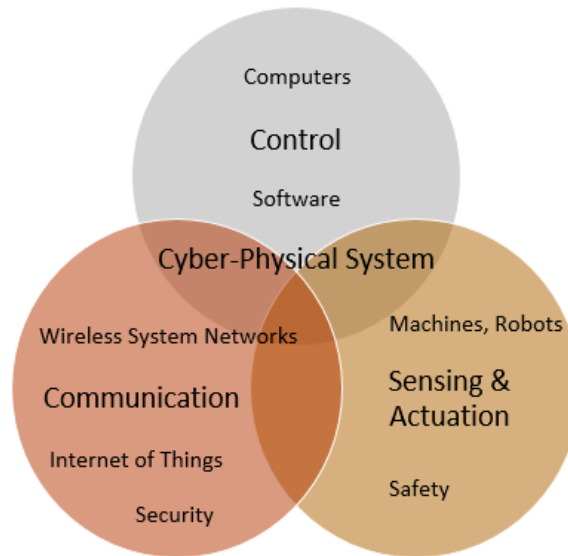 Computers
Control
Software
Cyber-Physical System
Wireless System Networks
Communication
Internet of Things
Security
Machines, Robots
Sensing &
Actuation
Safety